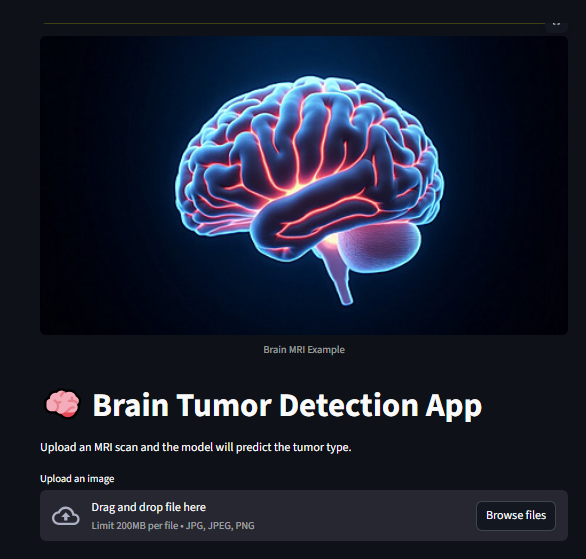 Brain MRI Example
Brain Tumor Detection App
Upload an MRI scan and the model will predict the tumor type.
Upload an image
Drag and drop file here
Limit 200MB per file • JPG, JPEG, PNG
Browse files